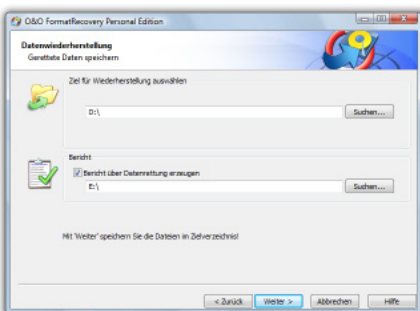 O&O FormatRecovery Personal Edition
Datenwiederherstellung
Gerettete Daten speichern
Ziel für Wiederherstellung auswählen
D:\
Suchen...
Bericht
Bericht über Datenrettung erzeugen
E:\
Suchen...
Mit 'Weiter' speichern Sie die Dateien im Zielverzeichnis!
< Zurück
Weiter >
Abbrechen
Hilfe